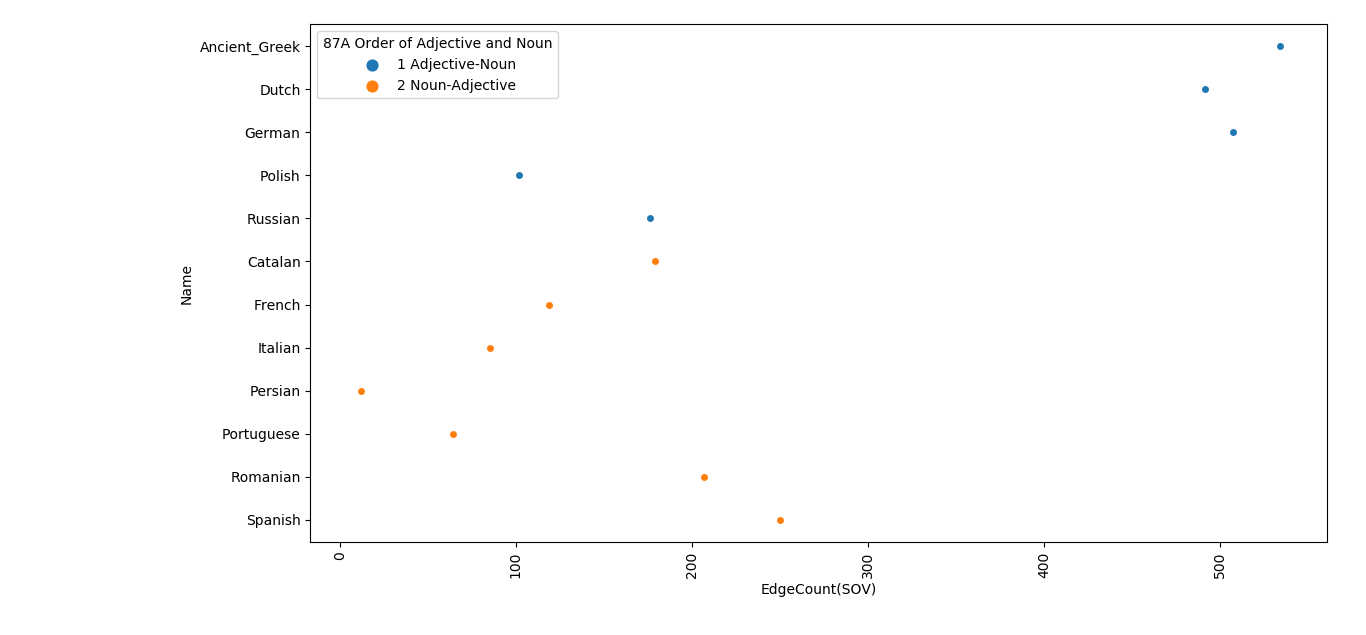 87A Order of Adjective and Noun
1 Adjective-Noun
2 Noun-Adjective
Name
Ancient_Greek
Dutch
German
Polish
Russian
Catalan
French
Italian
Persian
Portuguese
Romanian
Spanish
0
100
200
300
400
500
EdgeCount(SOV)